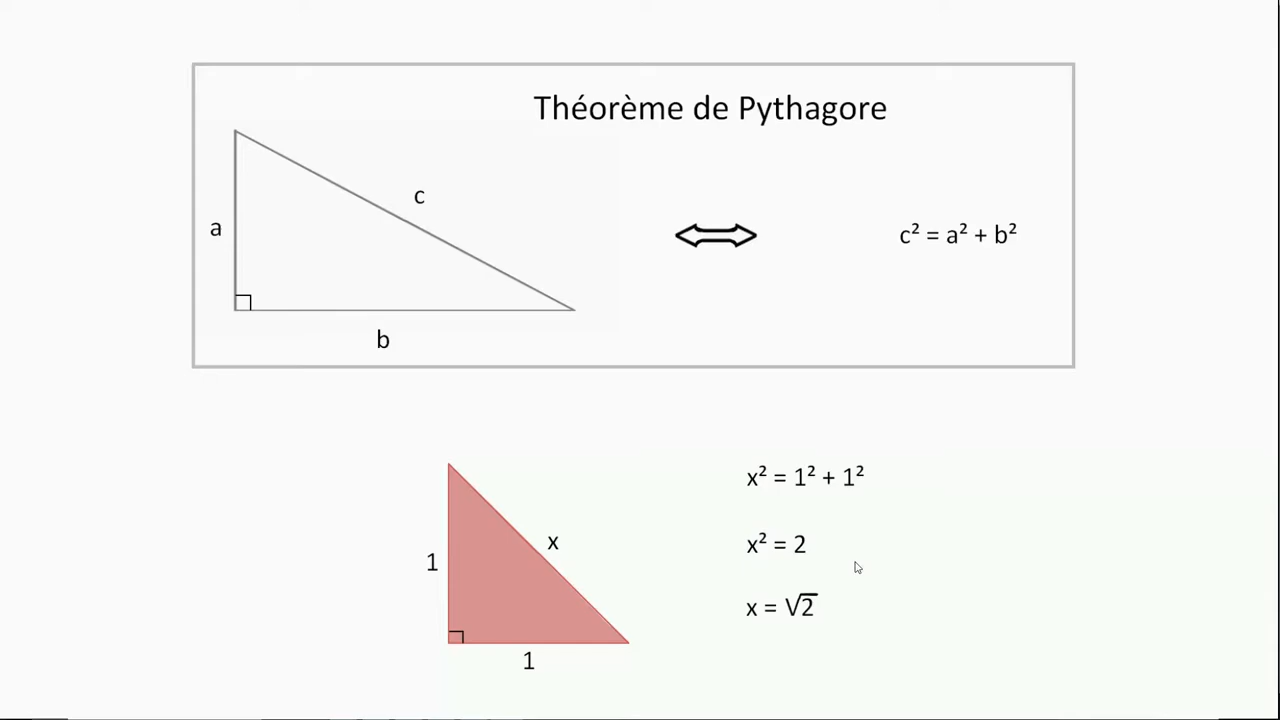 Théorème de Pythagore
c
a
c² = a² + b²
b
x² = 1² + 1²
x
x² = 2
1
x = √2
1